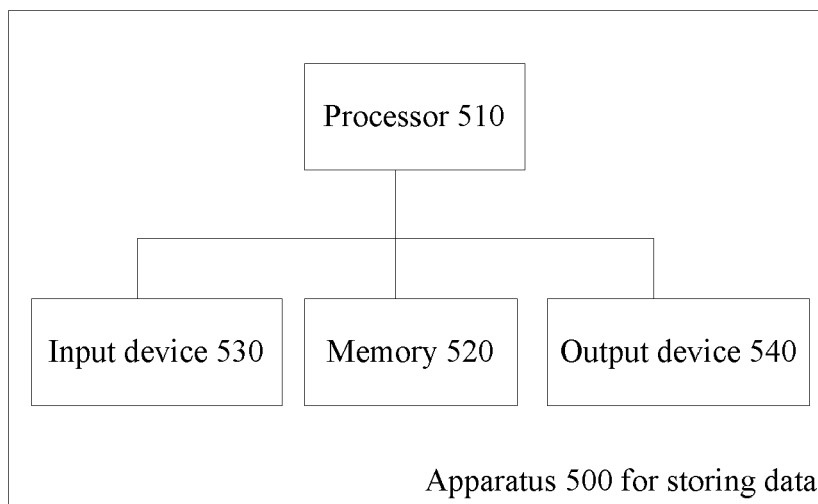 Processor 510
Input device 530
Memory 520
Output device 540
Apparatus 500 for storing data